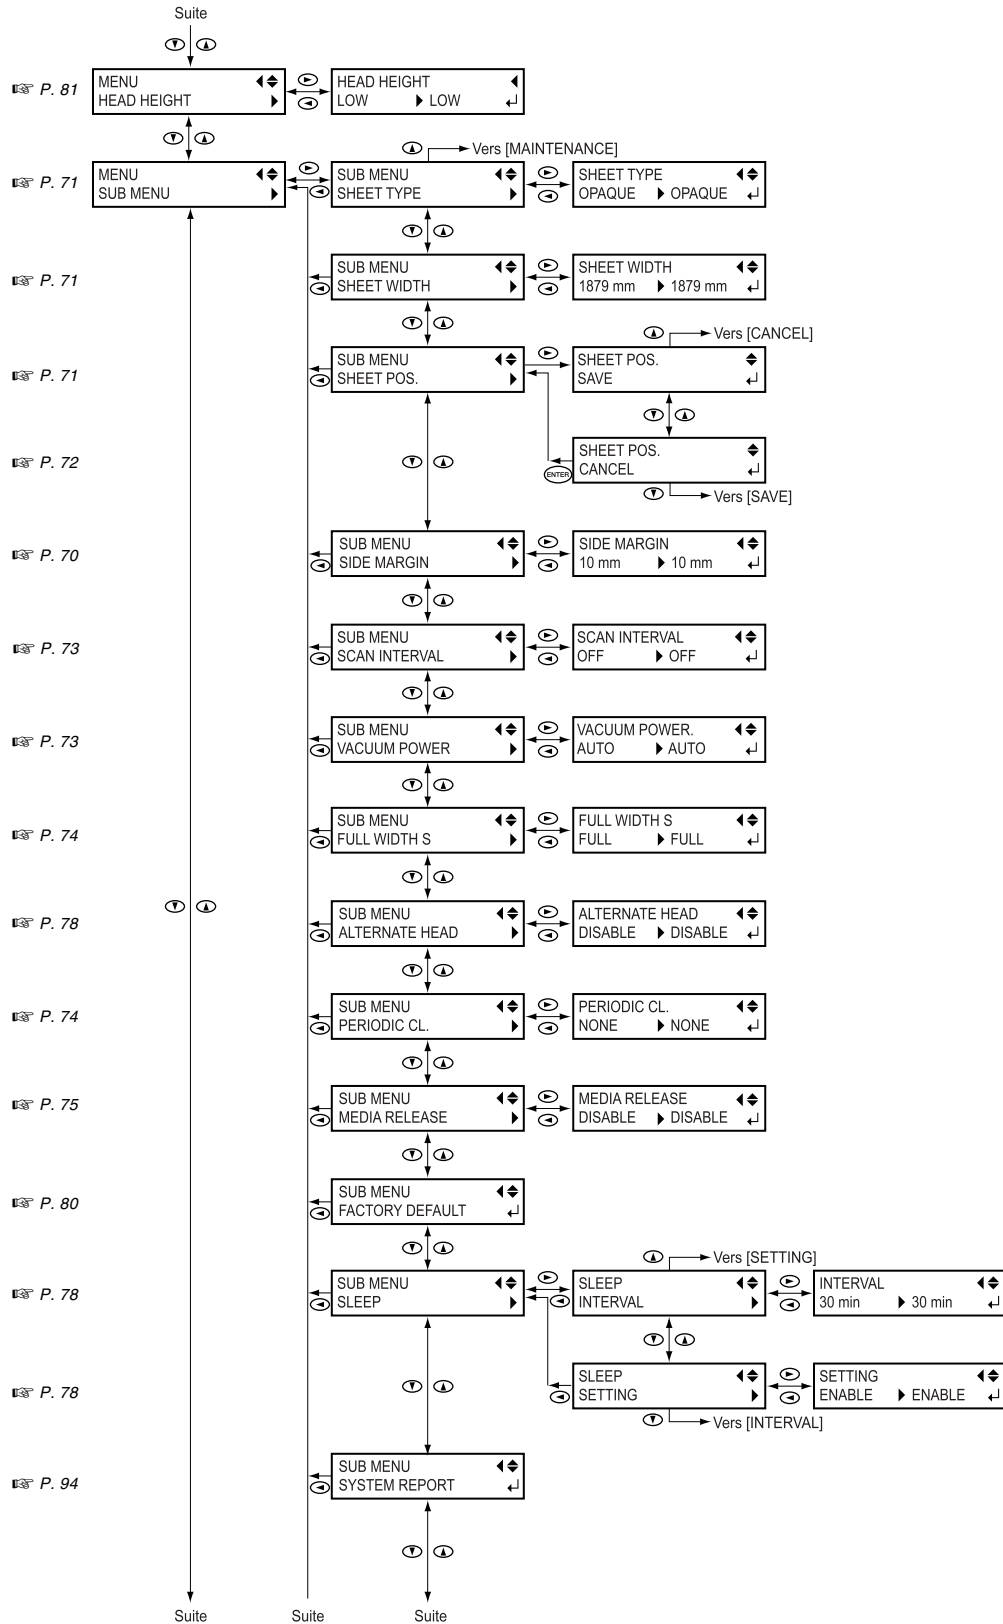 Suite
P. 81
MENU
HEAD HEIGHT
HEAD HEIGHT
LOW LOW
P. 71
MENU
SUB MENU
Vers [MAINTENANCE]
SUB MENU
SHEET TYPE
SHEET TYPE
OPAQUE OPAQUE
P. 71
SUB MENU
SHEET WIDTH
SHEET WIDTH
1879 mm 1879 mm
P. 71
SUB MENU
SHEET POS.
Vers [CANCEL]
SHEET POS.
SAVE
P. 72
SHEET POS.
CANCEL
ENTER
Vers [SAVE]
P. 70
SUB MENU
SIDE MARGIN
SIDE MARGIN
10 mm 10 mm
P. 73
SUB MENU
SCAN INTERVAL
SCAN INTERVAL
OFF OFF
P. 73
SUB MENU
VACUUM POWER
VACUUM POWER.
AUTO AUTO
P. 74
SUB MENU
FULL WIDTH S
FULL WIDTH S
FULL FULL
P. 78
SUB MENU
ALTERNATE HEAD
ALTERNATE HEAD
DISABLE DISABLE
P. 74
SUB MENU
PERIODIC CL.
PERIODIC CL.
NONE NONE
P. 75
SUB MENU
MEDIA RELEASE
MEDIA RELEASE
DISABLE DISABLE
P. 80
SUB MENU
FACTORY DEFAULT
P. 78
SUB MENU
SLEEP
Vers [SETTING]
SLEEP
INTERVAL
INTERVAL
30 min 30 min
P. 78
SLEEP
SETTING
SETTING
ENABLE ENABLE
Vers [INTERVAL]
P. 94
SUB MENU
SYSTEM REPORT
Suite Suite Suite